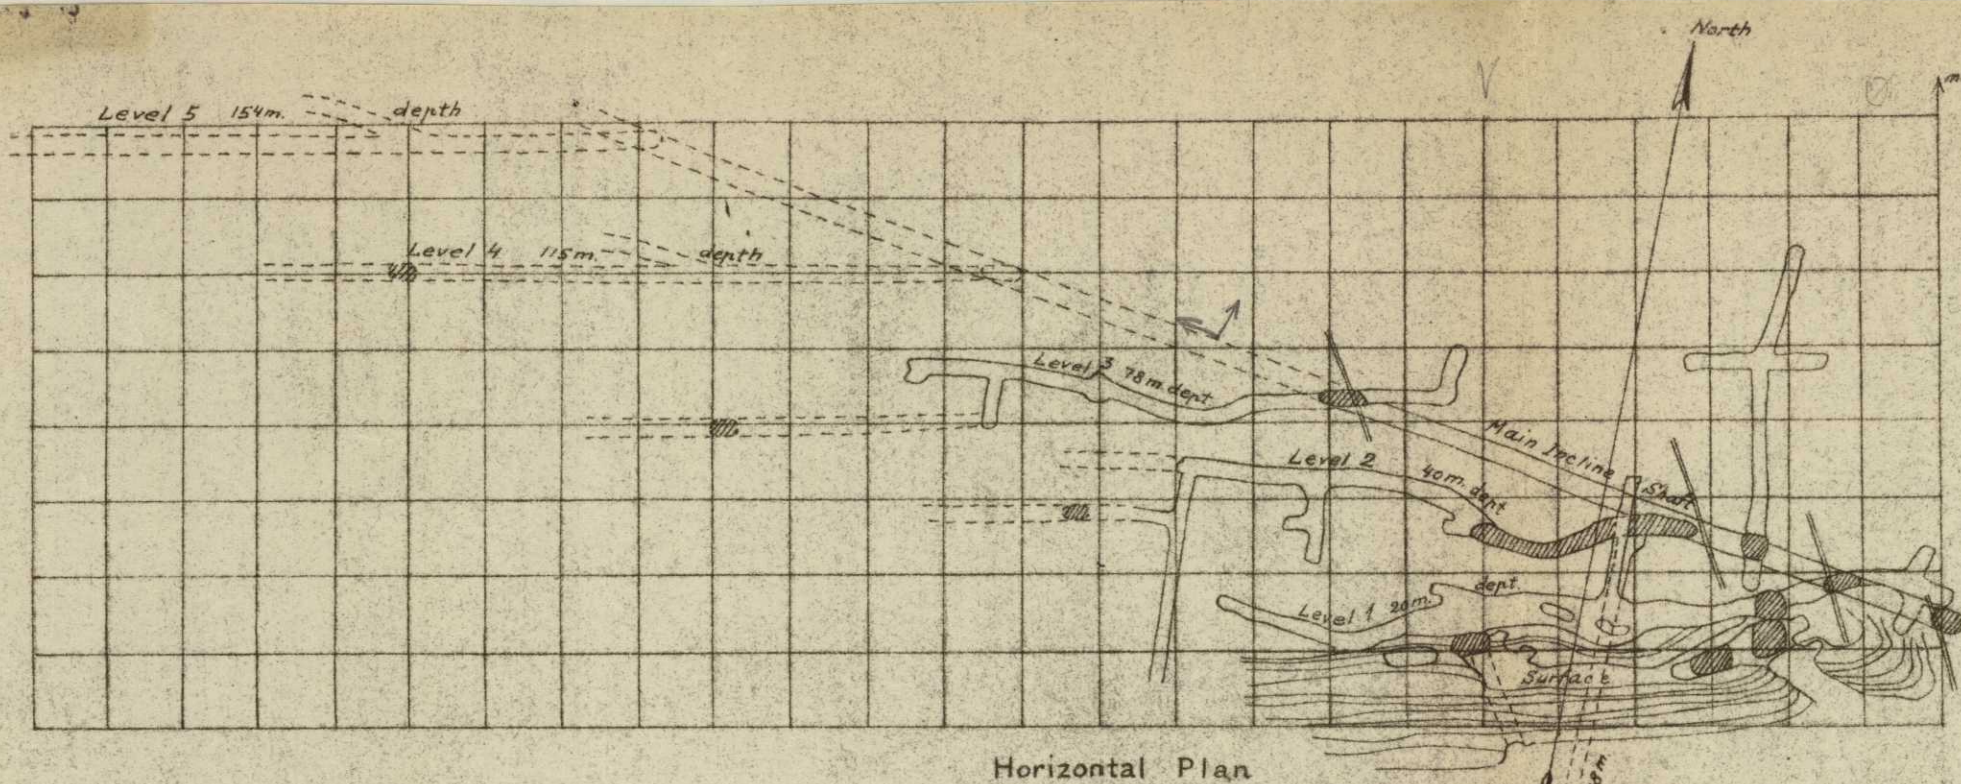 North
m
Level 5 154m. depth
Level 4 115m. depth
Level 3 78m dept
Main Incline Shaft
Level 2 40m. dept
Level 1 20m. dept.
Surface
Horizontal Plan